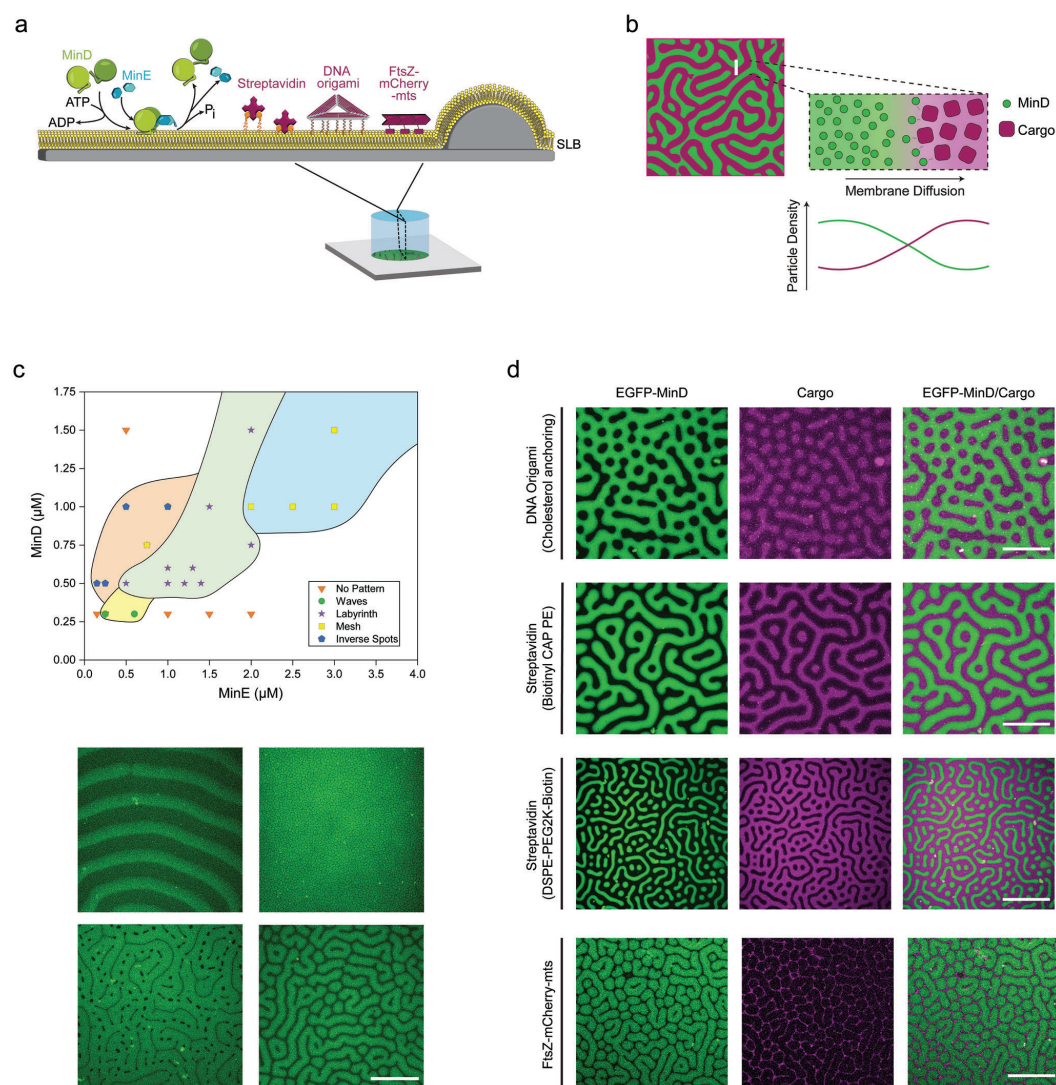 a
MinD
MinE
ATP
ADP
Pi
Streptavidin
DNA
origami
FtsZ-
mCherry
-mts
SLB
b
MinD
Cargo
Membrane Diffusion
Particle Density
c
MinD (µM)
1.75
1.50
1.25
1.00
0.75
0.50
0.25
0.00
0.0 0.5 1.0 1.5 2.0 2.5 3.0 3.5 4.0
MinE (µM)
No Pattern
Waves
Labyrinth
Mesh
Inverse Spots
d
EGFP-MinD Cargo EGFP-MinD/Cargo
DNA Origami
(Cholesterol anchoring)
Streptavidin
(Biotinyl CAP PE)
Streptavidin
(DSPE-PEG2K-Biotin)
FtsZ-mCherry-mts